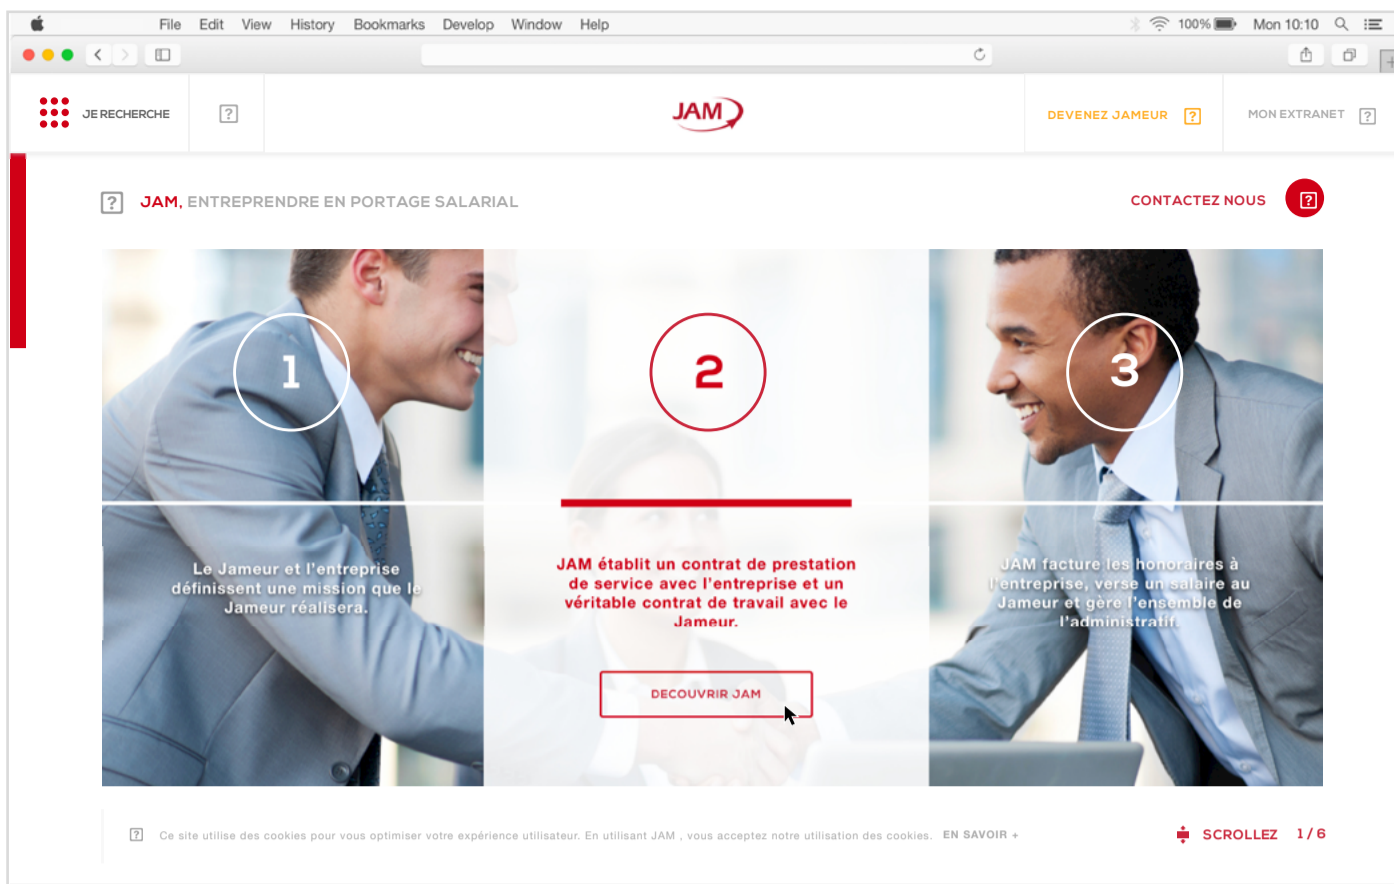 File Edit View History Bookmarks Develop Window Help 100% Mon 10:10
JE RECHERCHE ? JAM DEVENEZ JAMEUR ? MON EXTRANET ?
? JAM, ENTREPRENDRE EN PORTAGE SALARIAL
CONTACTEZ NOUS ?
1
Le Jameur et l'entreprise
définissent une mission que le
Jameur réalisera.
2
JAM établit un contrat de prestation
de service avec l'entreprise et un
véritable contrat de travail avec le
Jameur.
DECOUVRIR JAM
3
JAM facture les honoraires à
l'entreprise, verse un salaire au
Jameur et gère l'ensemble de
l'administratif.
? Ce site utilise des cookies pour vous optimiser votre expérience utilisateur. En utilisant JAM , vous acceptez notre utilisation des cookies. EN SAVOIR +
SCROLLEZ 1 / 6